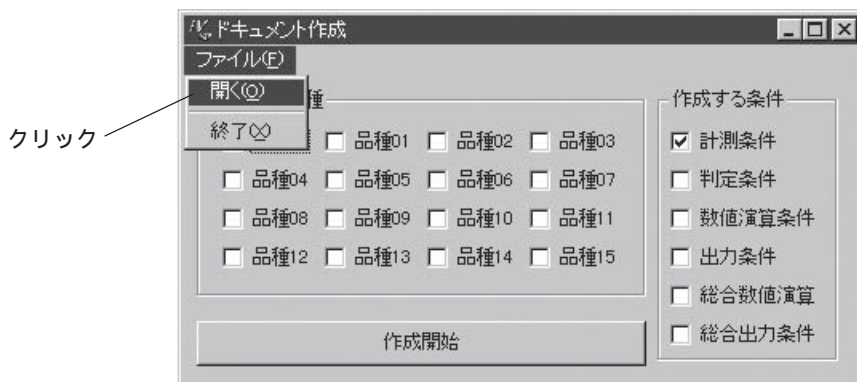 ドキュメント作成
ファイル(F)
開く(O)
種
作成する条件
クリック
終了(X)
品種01 品種02 品種03
計測条件
品種04 品種05 品種06 品種07
判定条件
品種08 品種09 品種10 品種11
数値演算条件
品種12 品種13 品種14 品種15
出力条件
総合数値演算
作成開始
総合出力条件